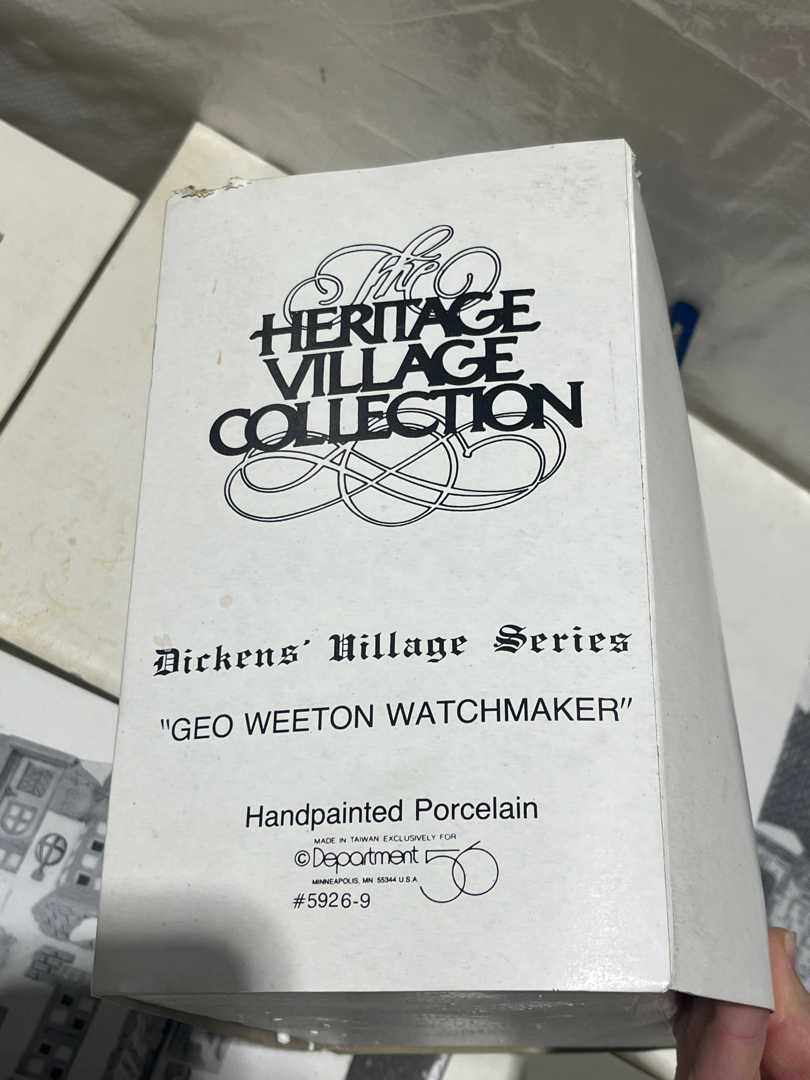 The
HERITAGE
VILLAGE
COLLECTION
Dickens' Village Series
"GEO WEETON WATCHMAKER"
Handpainted Porcelain
MADE IN TAIWAN EXCLUSIVELY FOR
© Department 56
MINNEAPOLIS, MN 55344 U.S.A.
#5926-9